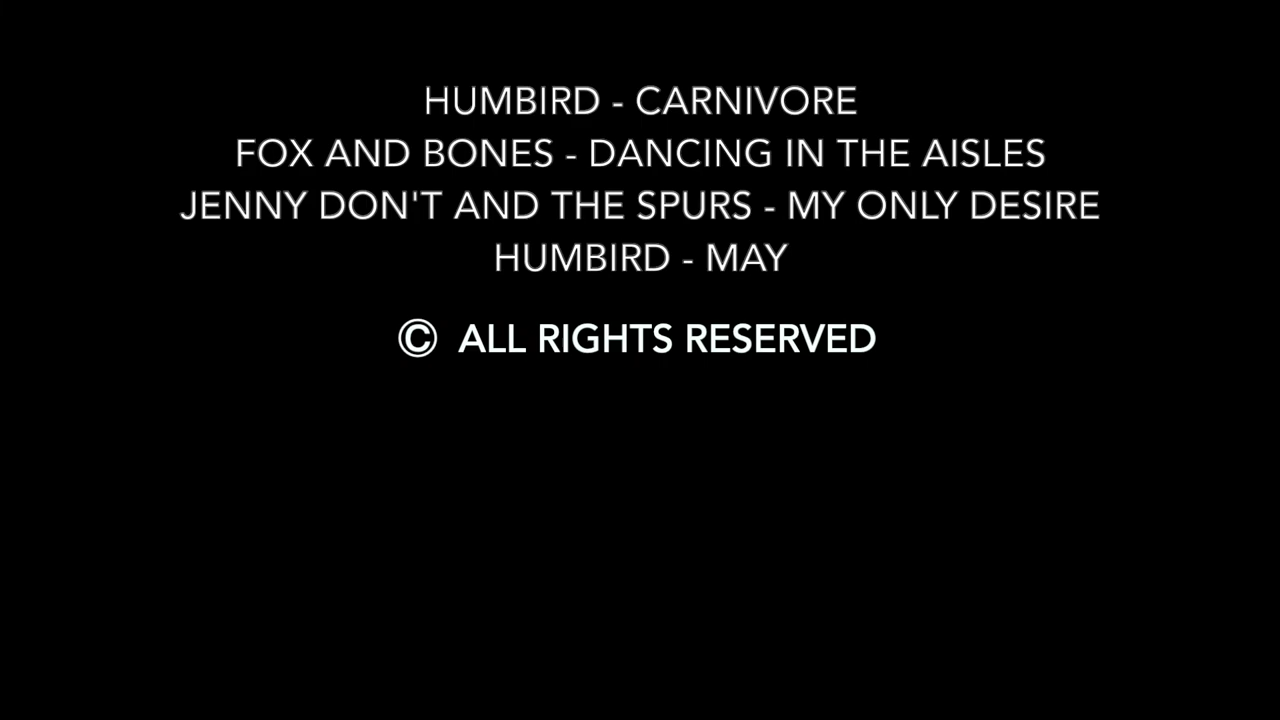 HUMBIRD - CARNIVORE
FOX AND BONES - DANCING IN THE AISLES
JENNY DON'T AND THE SPURS - MY ONLY DESIRE
HUMBIRD - MAY
© ALL RIGHTS RESERVED